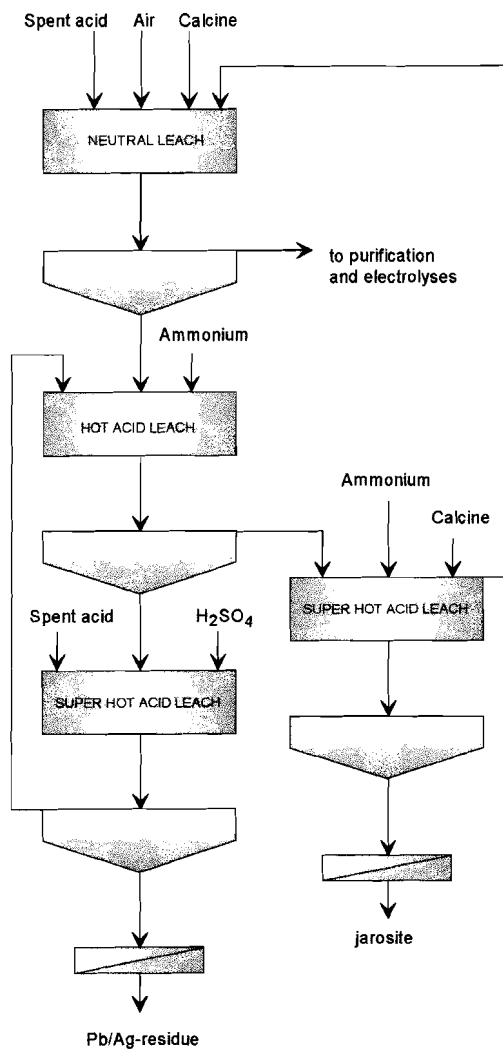 Spent acid Air Calcine
NEUTRAL LEACH
to purification
and electrolyses
Ammonium
HOT ACID LEACH
Ammonium
Calcine
SUPER HOT ACID LEACH
Spent acid H₂SO₄
SUPER HOT ACID LEACH
jarosite
Pb/Ag-residue